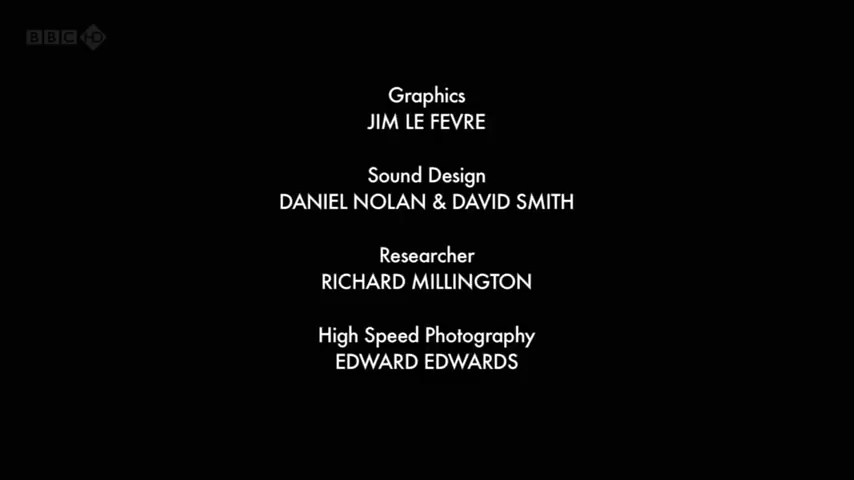 BBC HD
Graphics
JIM LE FEVRE
Sound Design
DANIEL NOLAN & DAVID SMITH
Researcher
RICHARD MILLINGTON
High Speed Photography
EDWARD EDWARDS